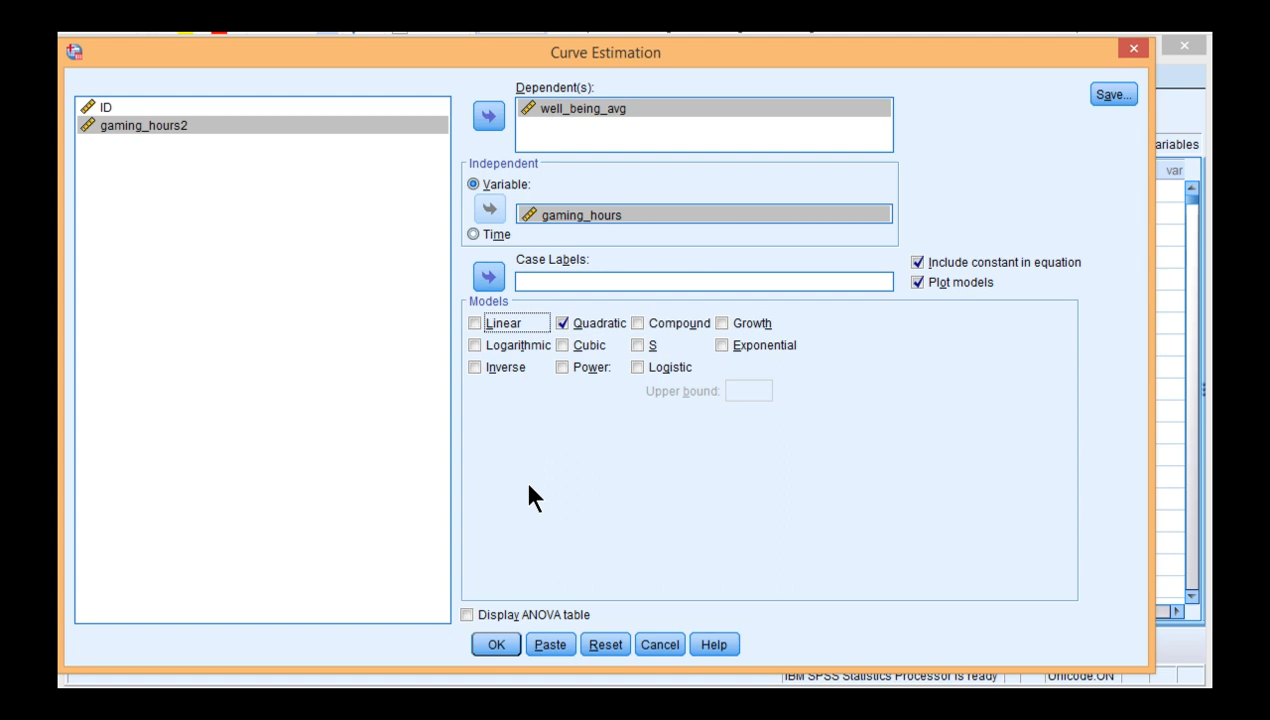 Curve Estimation
ID
gaming_hours2
Dependent(s):
well_being_avg
Save...
ariables
var
Independent
Variable:
gaming_hours
Time
Case Labels:
Include constant in equation
Plot models
Models
Linear Quadratic Compound Growth
Logarithmic Cubic S Exponential
Inverse Power: Logistic
Upper bound:
Display ANOVA table
OK Paste Reset Cancel Help
IBM SPSS Statistics Processor is ready Unicode:ON